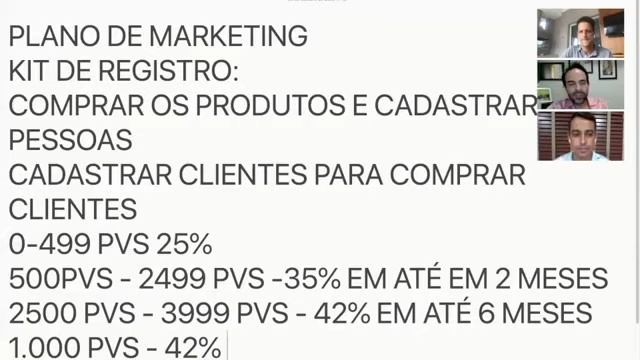 PLANO DE MARKETING
KIT DE REGISTRO:
COMPRAR OS PRODUTOS E CADASTRAR
PESSOAS
CADASTRAR CLIENTES PARA COMPRAR
CLIENTES
0-499 PVS 25%
500PVS - 2499 PVS -35% EM ATÉ EM 2 MESES
2500 PVS - 3999 PVS - 42% EM ATÉ 6 MESES
1.000 PVS - 42%